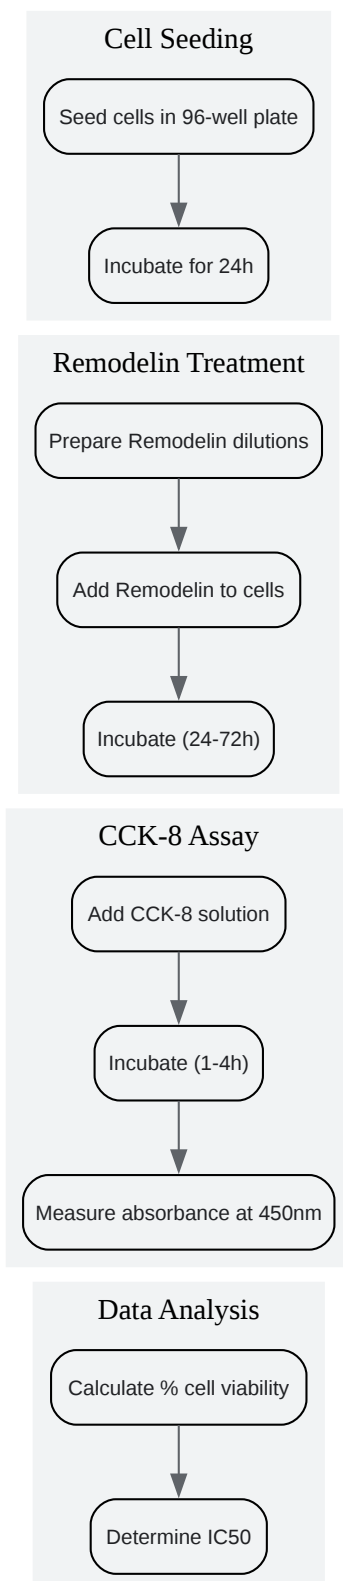 Cell Seeding
Seed cells in 96-well plate
Incubate for 24h
Remodelin Treatment
Prepare Remodelin dilutions
Add Remodelin to cells
Incubate (24-72h)
CCK-8 Assay
Add CCK-8 solution
Incubate (1-4h)
Measure absorbance at 450nm
Data Analysis
Calculate % cell viability
Determine IC50